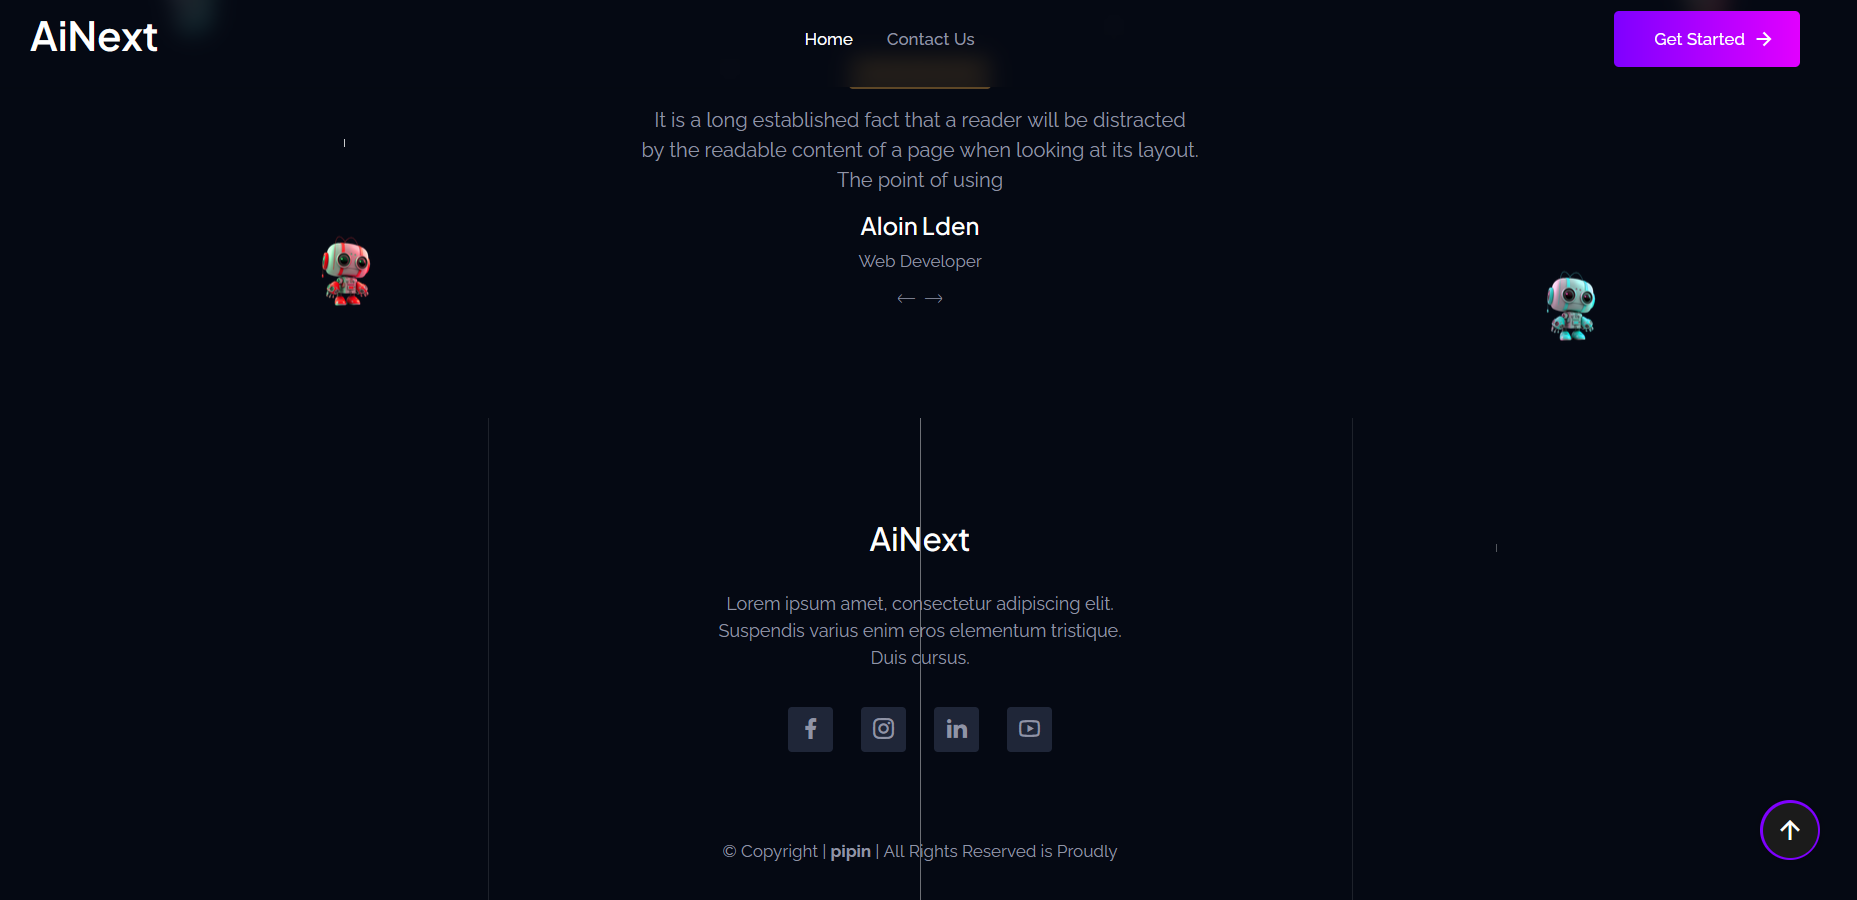 AiNext
Home
Contact Us
Get Started
It is a long established fact that a reader will be distracted
by the readable content of a page when looking at its layout.
The point of using
Aloin Lden
Web Developer
AiNext
Lorem ipsum amet, consectetur adipiscing elit.
Suspendis varius enim eros elementum tristique.
Duis cursus.
© Copyright | pipin | All Rights Reserved is Proudly